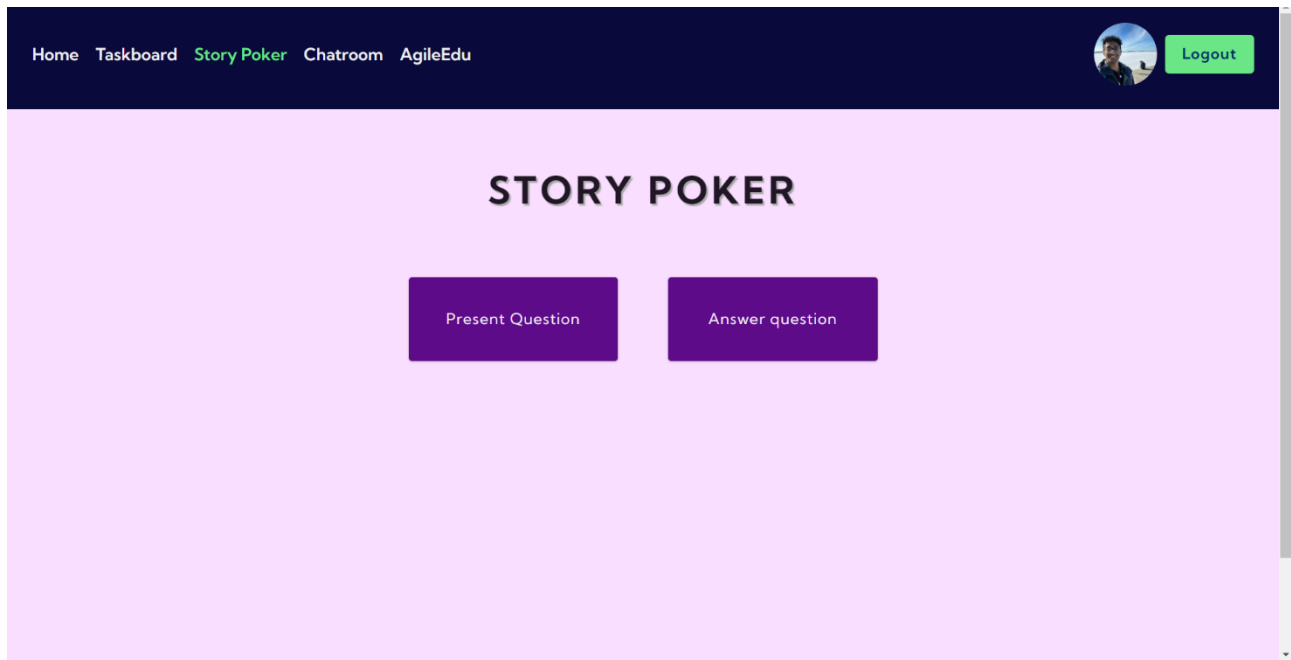 Home Taskboard Story Poker Chatroom AgileEdu Logout
STORY POKER
Present Question Answer question